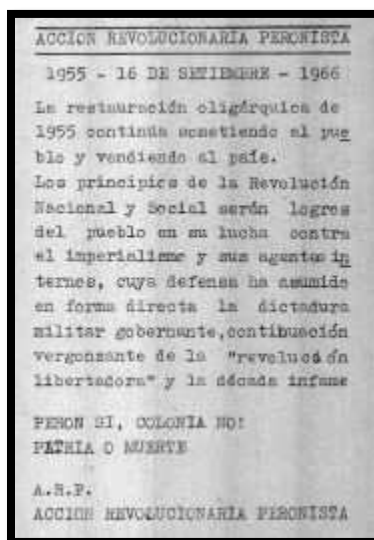 ACCION REVOLUCIONARIA PERONISTA
1955 - 16 DE SETIEMBRE - 1966
La restauración oligárquica de
1955 continúa sometiendo al pue
blo y vendiendo al país.
Los principios de la Revolución
Nacional y Social serán logros
del pueblo en su lucha contra
el imperialismo y sus agentes in
ternos, cuya defensa ha asumido
en forma directa la dictadura
militar gobernante, contibuación
vergonzante de la "revolución
libertadora" y la década infame
PERON SI, COLONIA NO!
PATRIA O MUERTE
A.R.P.
ACCION REVOLUCIONARIA PERONISTA